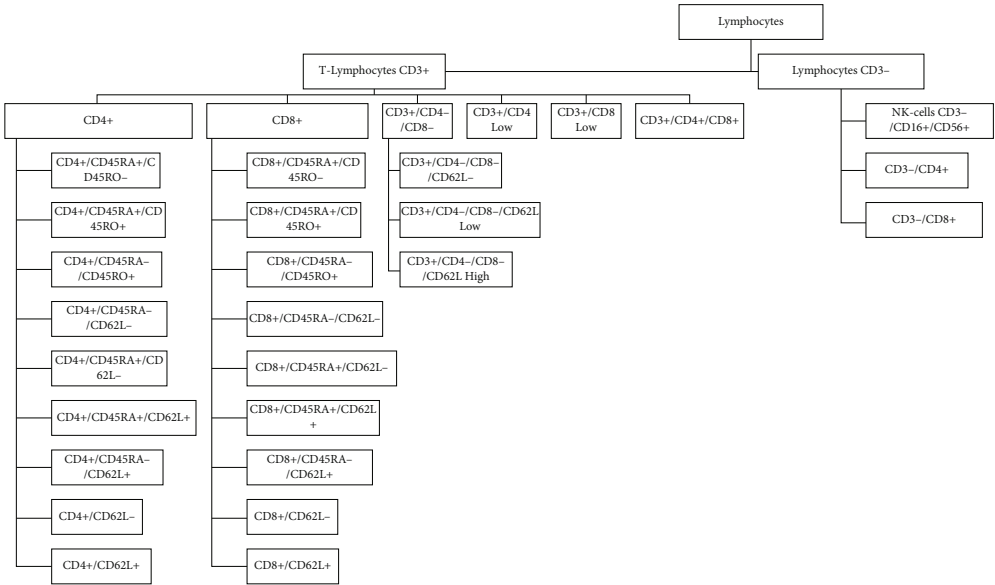 Lymphocytes
T-Lymphocytes CD3+
Lymphocytes CD3–
CD4+
CD4+/CD45RA+/C
D45RO–
CD4+/CD45RA+/CD
45RO+
CD4+/CD45RA–
/CD45RO+
CD4+/CD45RA–
/CD62L–
CD4+/CD45RA+/CD
62L–
CD4+/CD45RA+/CD62L+
CD4+/CD45RA–
/CD62L+
CD4+/CD62L–
CD4+/CD62L+
CD8+
CD8+/CD45RA+/CD
45RO–
CD8+/CD45RA+/CD
45RO+
CD8+/CD45RA–
/CD45RO+
CD8+/CD45RA–/CD62L–
CD8+/CD45RA+/CD62L–
CD8+/CD45RA+/CD62L
+
CD8+/CD45RA–
/CD62L+
CD8+/CD62L–
CD8+/CD62L+
CD3+/CD4–
/CD8–
CD3+/CD4–/CD8–
/CD62L–
CD3+/CD4–/CD8–/CD62L
Low
CD3+/CD4–/CD8–
/CD62L High
CD3+/CD4
Low
CD3+/CD8
Low
CD3+/CD4+/CD8+
NK-cells CD3–
/CD16+/CD56+
CD3–/CD4+
CD3–/CD8+